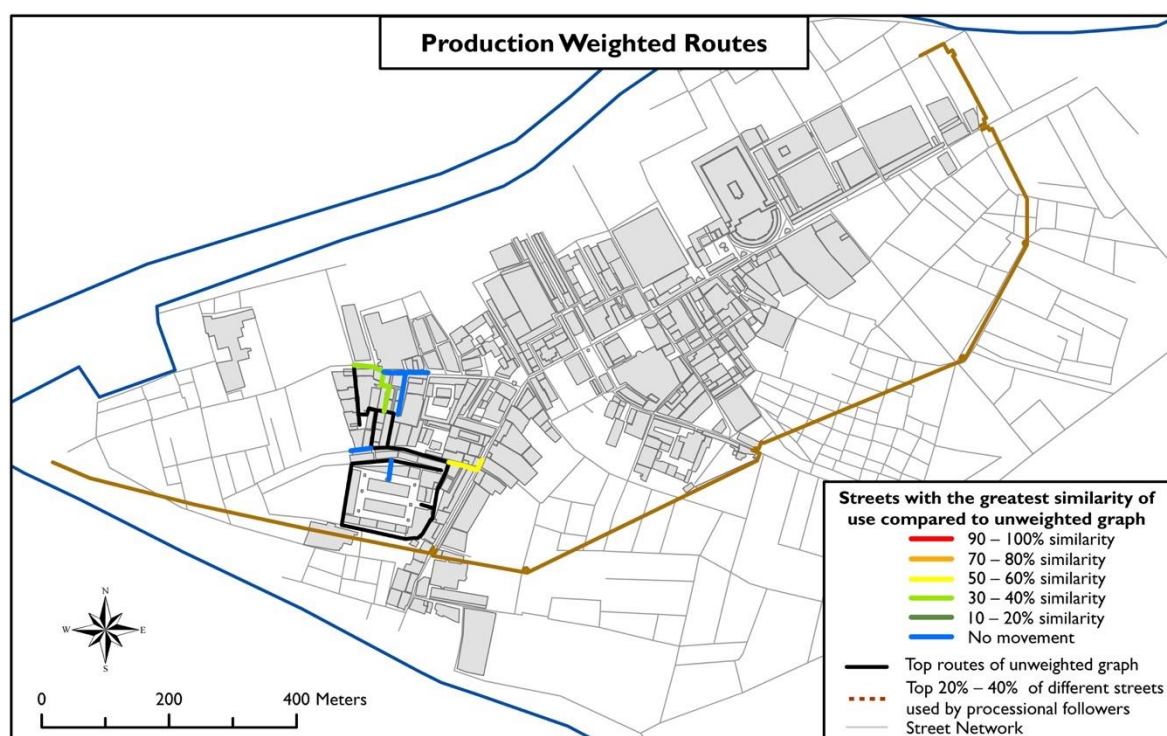 Production Weighted Routes
Streets with the greatest similarity of
use compared to unweighted graph
90 – 100% similarity
70 – 80% similarity
50 – 60% similarity
30 – 40% similarity
10 – 20% similarity
No movement
Top routes of unweighted graph
Top 20% – 40% of different streets
used by processional followers
Street Network
N
W E
S
0 200 400 Meters